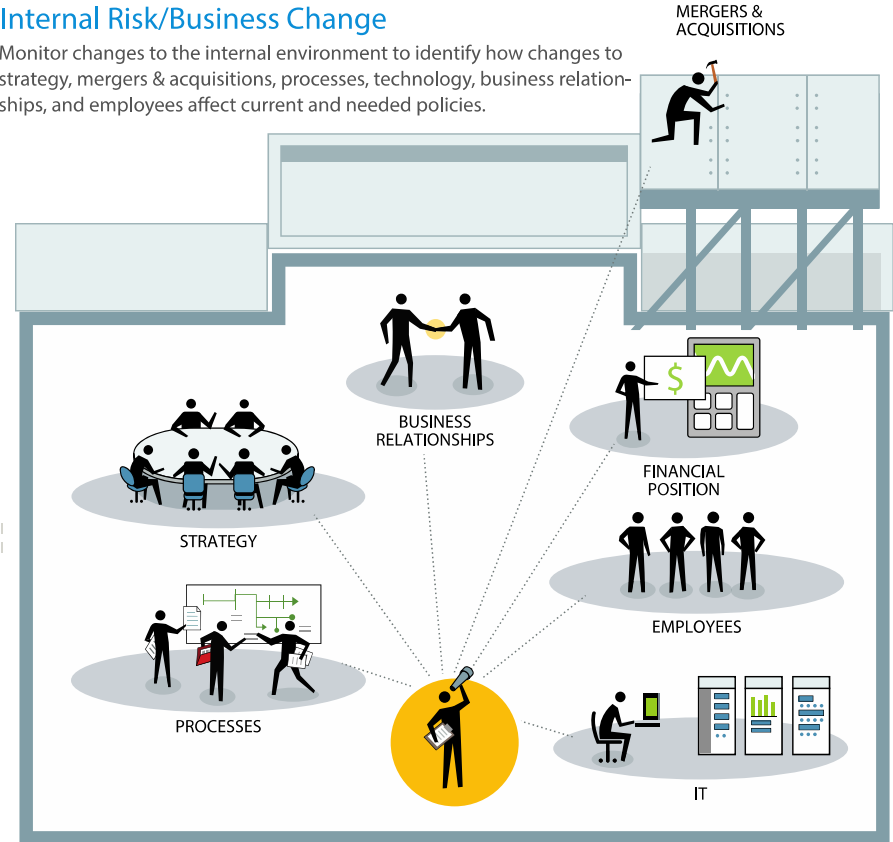 Internal Risk/Business Change
Monitor changes to the internal environment to identify how changes to
strategy, mergers & acquisitions, processes, technology, business relation-
ships, and employees affect current and needed policies.
MERGERS &
ACQUISITIONS
BUSINESS
RELATIONSHIPS
$
FINANCIAL
POSITION
STRATEGY
EMPLOYEES
PROCESSES
IT